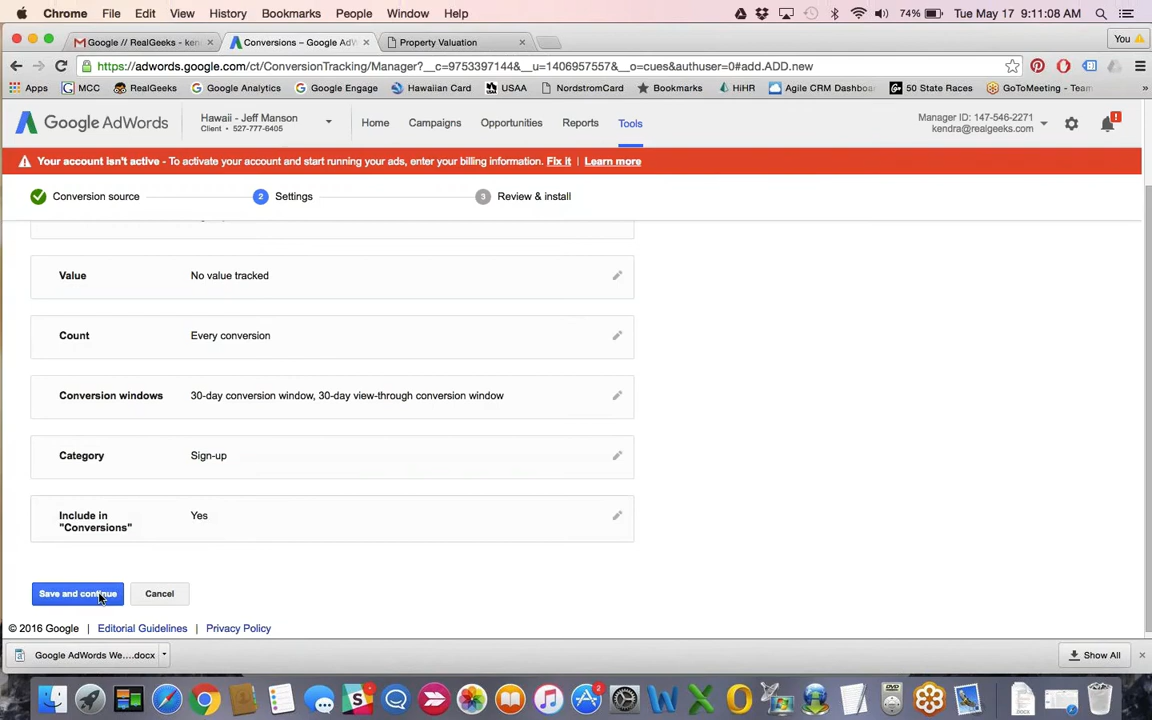 Chrome File Edit View History Bookmarks People Window Help 74% Tue May 17 9:11:08 AM
Google // RealGeeks - ken Conversions – Google AdW Property Valuation You
https://adwords.google.com/ct/ConversionTracking/Manager?__c=9753397144&__u=1406957557&__o=cues&authuser=0#add.ADD.new
Apps MCC RealGeeks Google Analytics Google Engage Hawaiian Card USAA NordstromCard Bookmarks HiHR Agile CRM Dashboa 50 State Races GoToMeeting - Team »
Google AdWords
Hawaii - Jeff Manson
Client • 527-777-6405
Home Campaigns Opportunities Reports Tools
Manager ID: 147-546-2271
kendra@realgeeks.com
!
Your account isn't active - To activate your account and start running your ads, enter your billing information. Fix it | Learn more
Conversion source 2 Settings 3 Review & install
Value No value tracked
Count Every conversion
Conversion windows 30-day conversion window, 30-day view-through conversion window
Category Sign-up
Include in Yes
"Conversions"
Save and continue Cancel
© 2016 Google | Editorial Guidelines | Privacy Policy
Google AdWords We....docx Show All